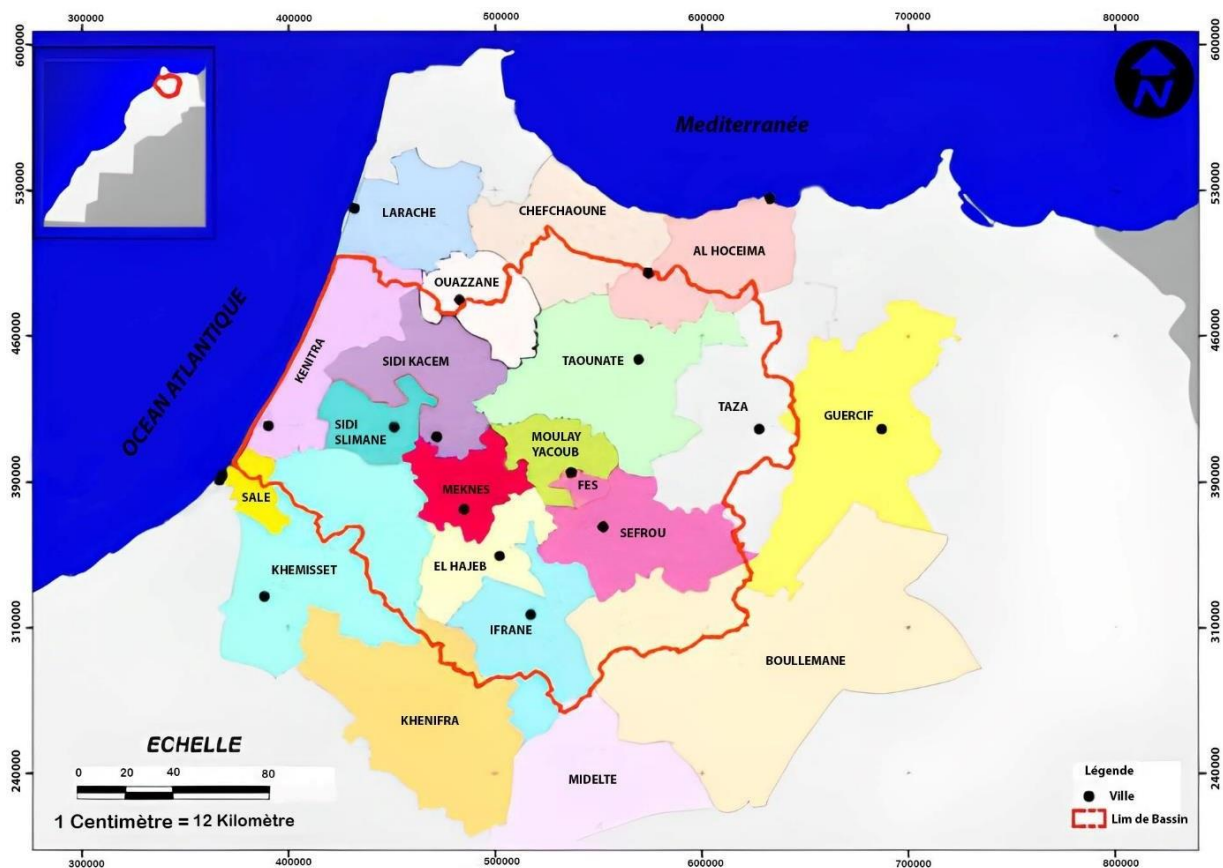 300000 400000 500000 600000 700000 800000
600000 600000
N
Mediterranée
530000 530000
LARACHE
CHEFCHAOUNE
AL HOCEIMA
OUAZZANE
OCEAN ATLANTIQUE
460000 460000
KENITRA
SIDI KACEM
TAOUNATE
TAZA
GUERCIF
SIDI
SLIMANE
MOULAY
YACOUB
390000 390000
SALE
MEKNES
FES
SEFROU
KHEMISSET
EL HAJEB
310000 310000
IFRANE
BOULLEMANE
KHENIFRA
ECHELLE
0 20 40 80
1 Centimètre = 12 Kilomètre
240000 240000
MIDELTE
Légende
Ville
Lim de Bassin
300000 400000 500000 600000 700000 800000